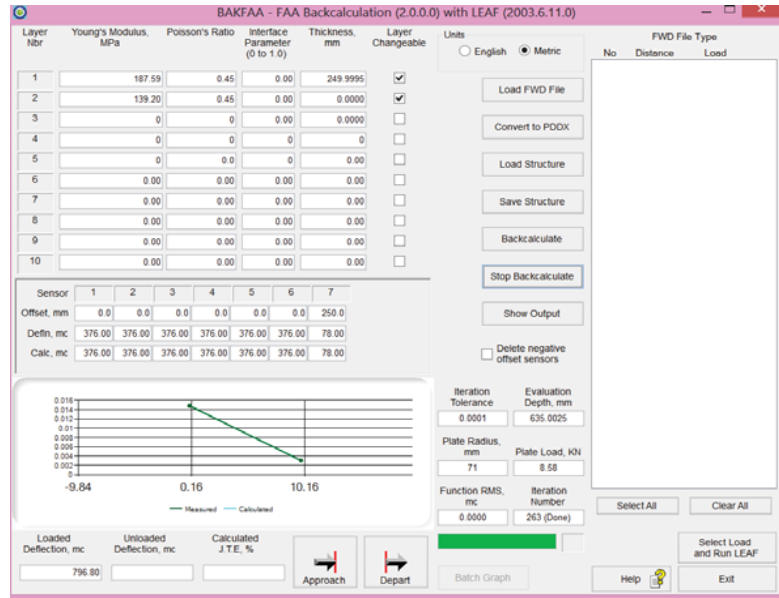 BAKFAA - FAA Backcalculation (2.0.0.0) with LEAF (2003.6.11.0)
Layer Nbr Young's Modulus, MPa Poisson's Ratio Interface Parameter (0 to 1.0) Thickness, mm Layer Changeable
1 187.59 0.45 0.00 249.9995
2 139.20 0.45 0.00 0.0000
3 0 0 0.00 0.0000
4 0 0 0 0
5 0 0.0 0 0.00
6 0.00 0.00 0.00 0.00
7 0.00 0.00 0.00 0.00
8 0.00 0.00 0.00 0.00
9 0.00 0.00 0.00 0.00
10 0.00 0.00 0.00 0.00
Sensor 1 2 3 4 5 6 7
Offset, mm 0.0 0.0 0.0 0.0 0.0 0.0 250.0
Defln, mc 376.00 376.00 376.00 376.00 376.00 376.00 78.00
Calc, mc 376.00 376.00 376.00 376.00 376.00 376.00 78.00
0.016
0.014
0.012
0.01
0.008
0.006
0.004
0.002
0
-9.84 0.16 10.16
Measured Calculated
Loaded Deflection, mc Unloaded Deflection, mc Calculated J.T.E, %
796.80
Approach Depart
Units
English Metric
Load FWD File
Convert to PDDX
Load Structure
Save Structure
Backcalculate
Stop Backcalculate
Show Output
Delete negative offset sensors
Iteration Tolerance Evaluation Depth, mm
0.0001 635.0025
Plate Radius, mm Plate Load, KN
71 8.58
Function RMS, mc Iteration Number
0.0000 263 (Done)
Batch Graph
FWD File Type
No Distance Load
Select All Clear All
Select Load and Run LEAF
Help Exit